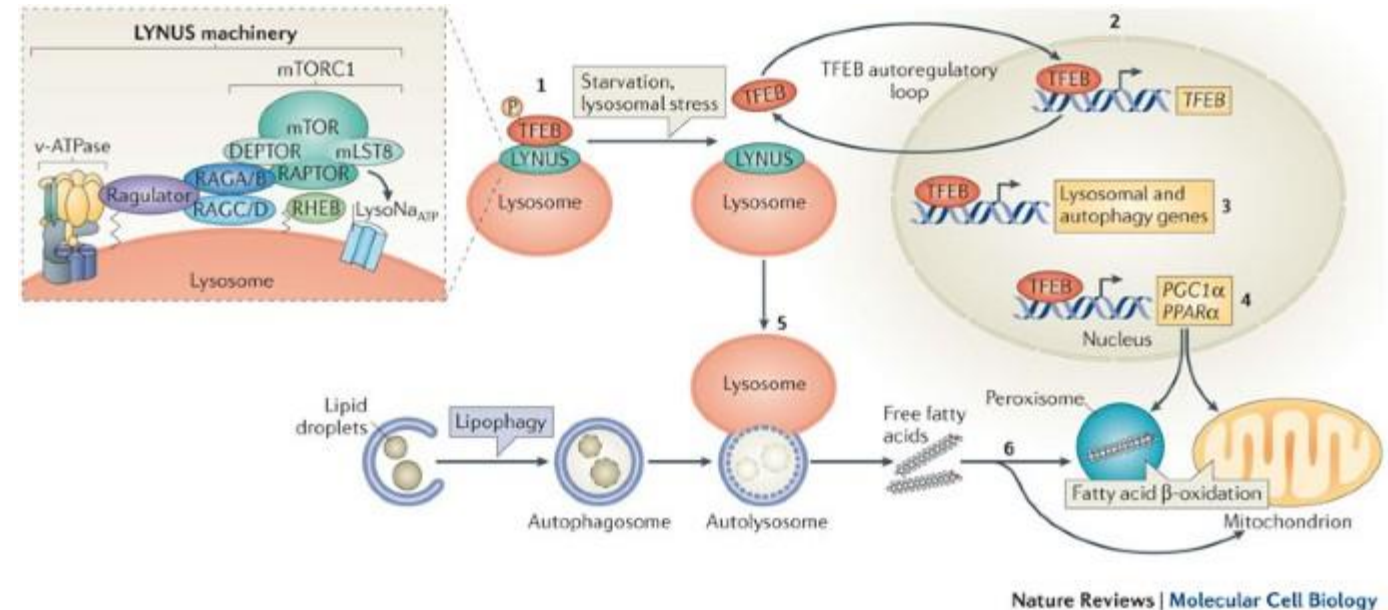 LYNUS machinery
mTORC1
mTOR
DEPTOR
mLST8
v-ATPase
Ragulator
RAGA/B
RAPTOR
RAGC/D
RHEB
LysoNaATP
Lysosome
1
P
TFEB
LYNUS
Lysosome
Starvation,
lysosomal stress
TFEB
LYNUS
Lysosome
TFEB autoregulatory
loop
2
TFEB
TFEB
TFEB
Lysosomal and
autophagy genes
3
TFEB
PGC1α
PPARα
4
Nucleus
5
Lysosome
Lipid
droplets
Lipophagy
Autophagosome
Autolysosome
Free fatty
acids
6
Peroxisome
Fatty acid β-oxidation
Mitochondrion
Nature Reviews | Molecular Cell Biology